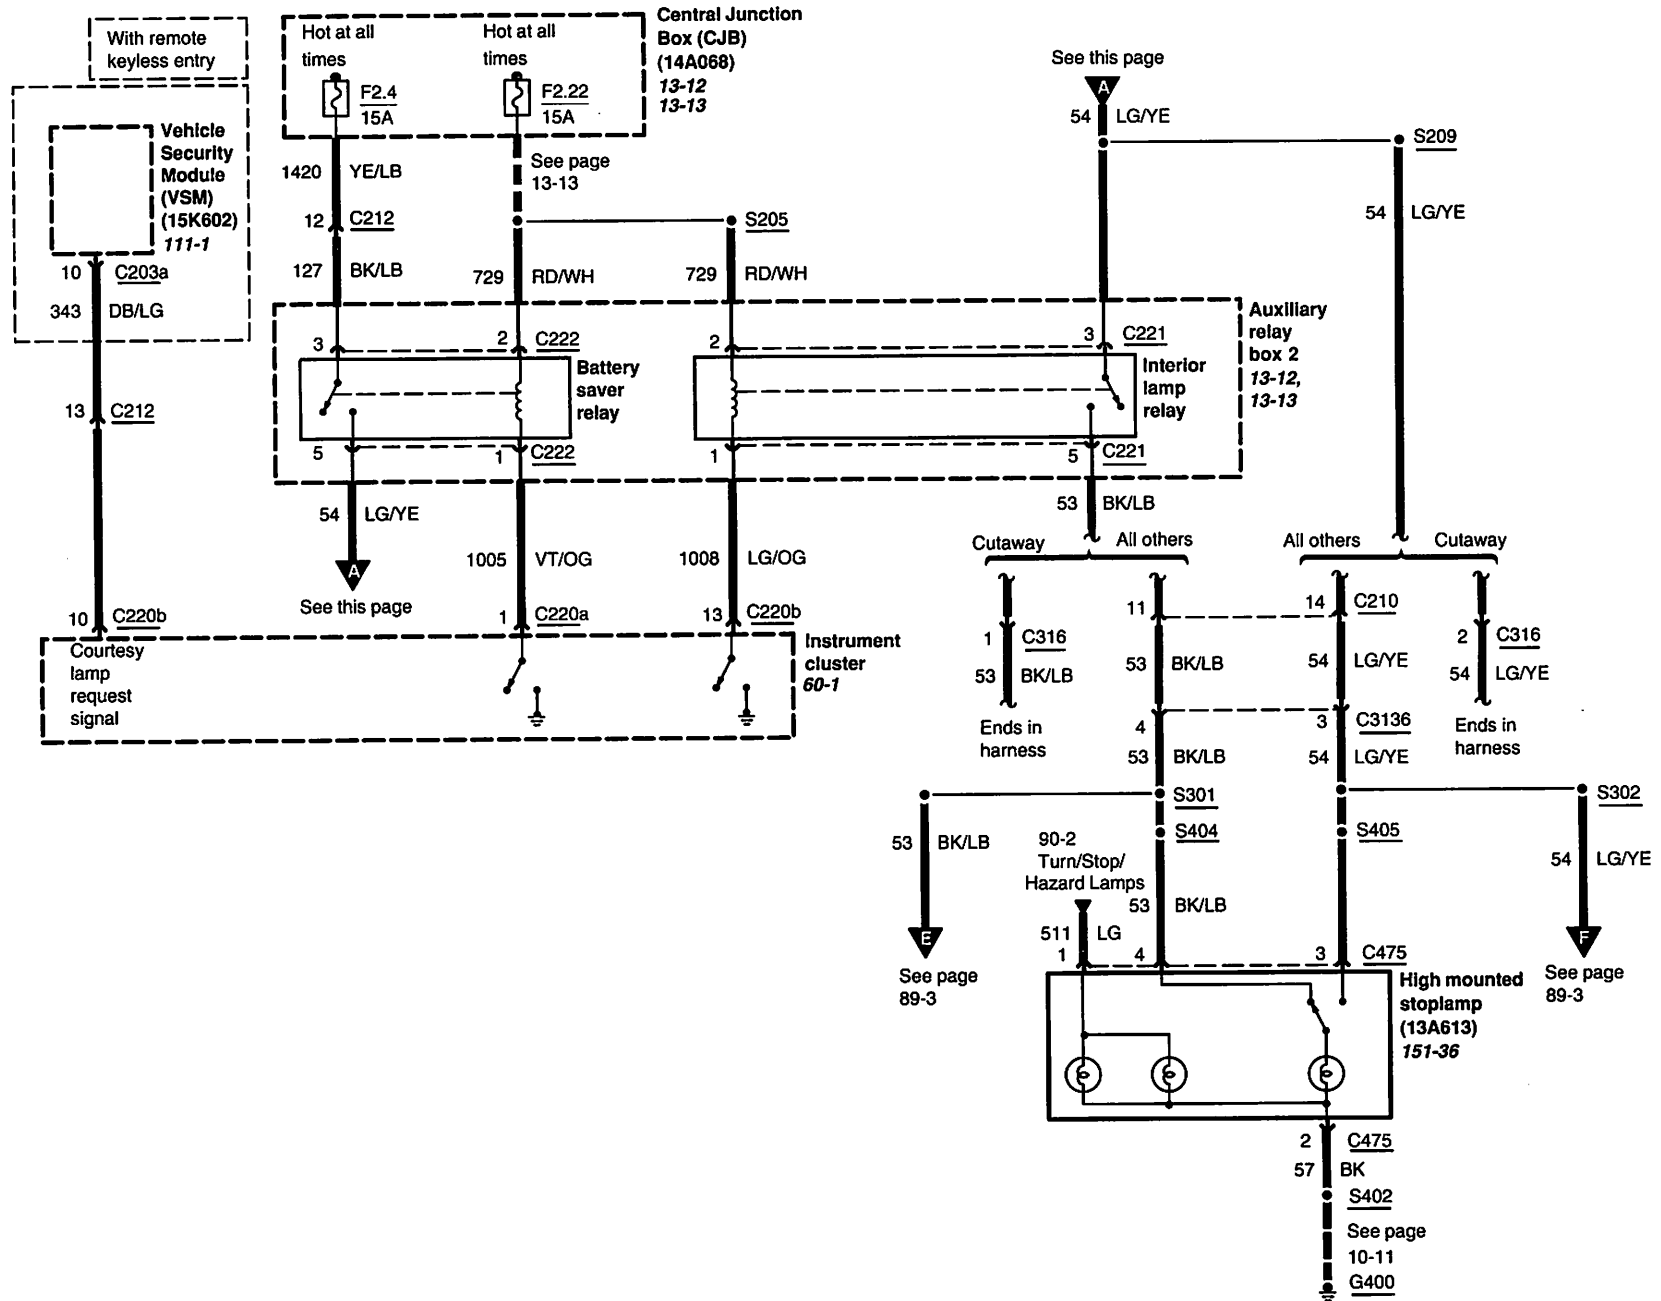 With remote
keyless entry
Vehicle
Security
Module
(VSM)
(15K602)
111-1
10 C203a
343 DB/LG
13 C212
10 C220b
Hot at all
times
F2.4
15A
Hot at all
times
F2.22
15A
Central Junction
Box (CJB)
(14A068)
13-12
13-13
1420 YE/LB
12 C212
127 BK/LB
See page
13-13
S205
729 RD/WH
729 RD/WH
See this page
A
54 LG/YE
S209
54 LG/YE
3
2 C222
2
3 C221
Battery
saver
relay
Interior
lamp
relay
Auxiliary
relay
box 2
13-12,
13-13
5
1 C222
1
5 C221
54 LG/YE
A
See this page
1005 VT/OG
1 C220a
1008 LG/OG
13 C220b
Courtesy
lamp
request
signal
Instrument
cluster
60-1
53 BK/LB
Cutaway
All others
All others
Cutaway
1 C316
53 BK/LB
Ends in
harness
11
14 C210
53 BK/LB
54 LG/YE
2 C316
54 LG/YE
Ends in
harness
4
3 C3136
53 BK/LB
54 LG/YE
S301
S302
S404
S405
53 BK/LB
E
See page
89-3
54 LG/YE
F
See page
89-3
90-2
Turn/Stop/
Hazard Lamps
511 LG
53 BK/LB
1
4
3 C475
High mounted
stoplamp
(13A613)
151-36
2 C475
57 BK
S402
See page
10-11
G400